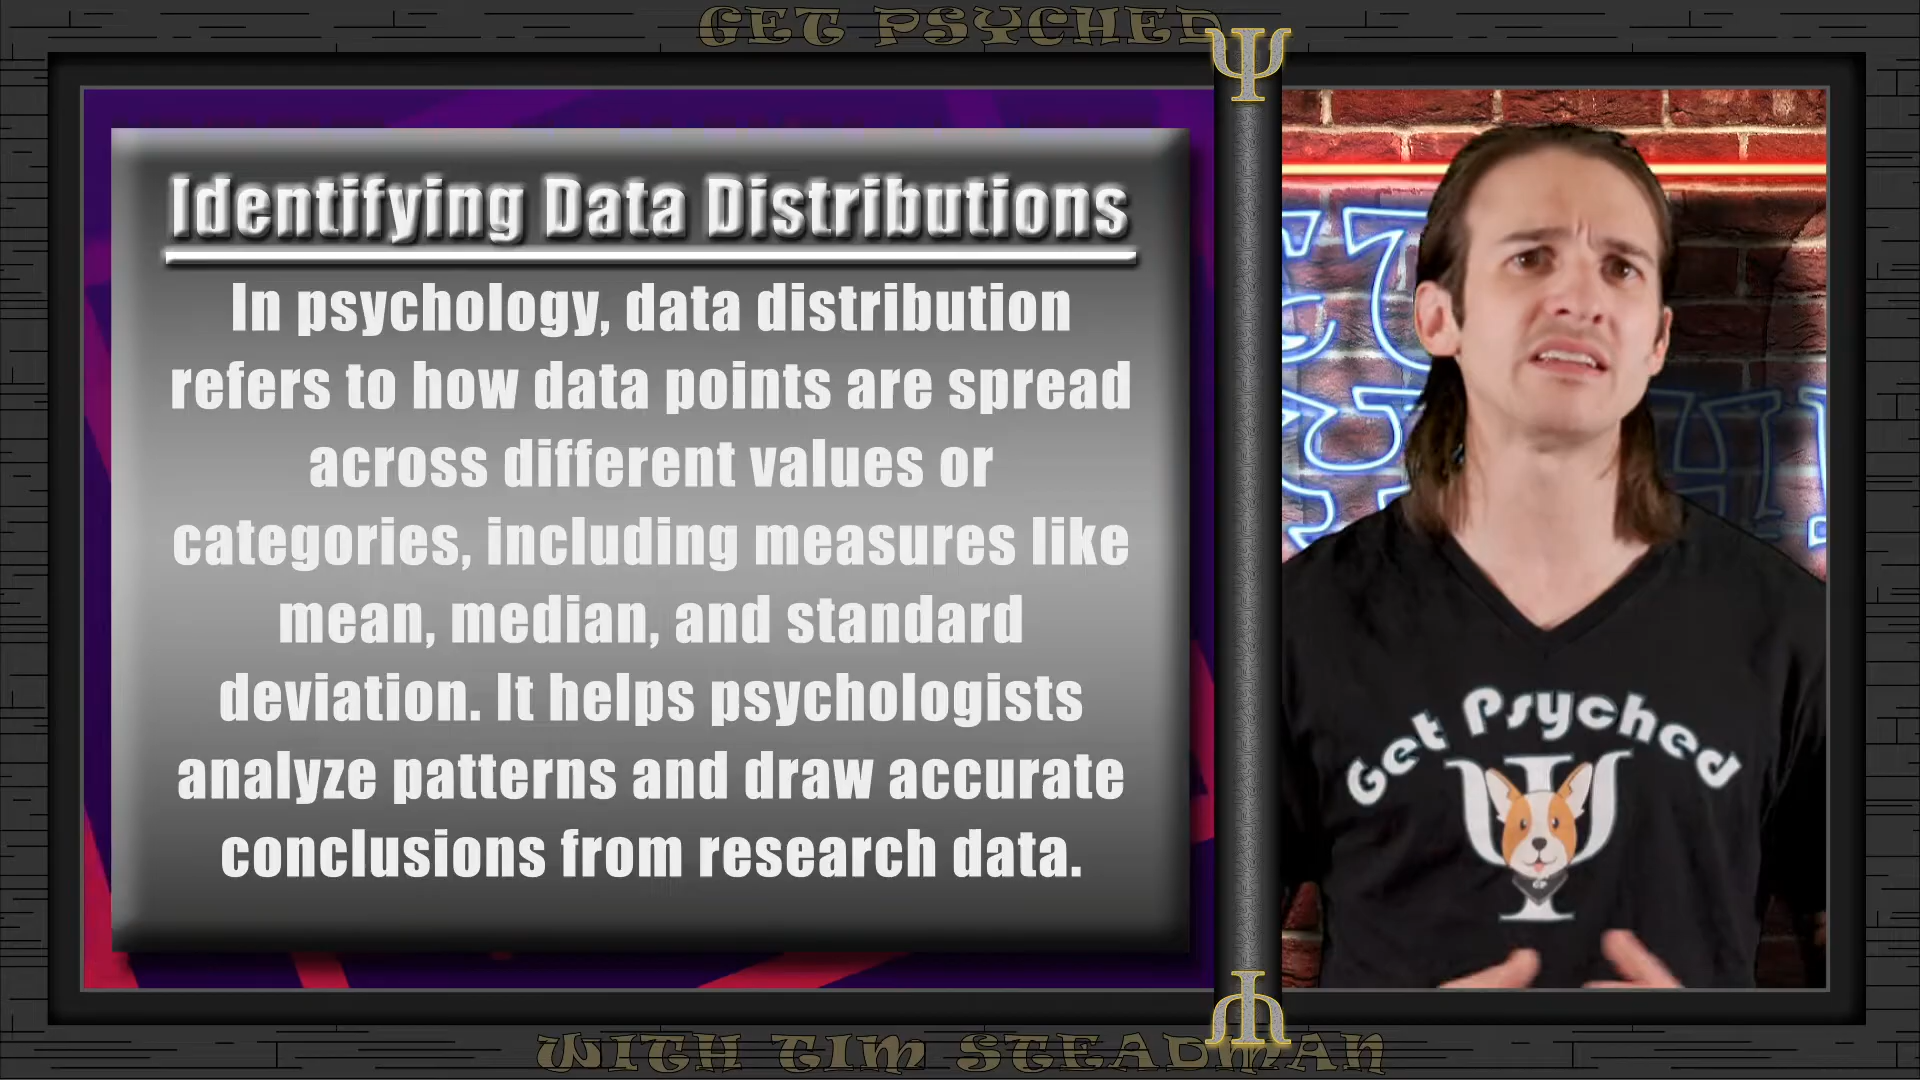 GET PSYCHED
Identifying Data Distributions
In psychology, data distribution
refers to how data points are spread
across different values or
categories, including measures like
mean, median, and standard
deviation. It helps psychologists
analyze patterns and draw accurate
conclusions from research data.
Get Psyched
WITH TIM STEADMAN